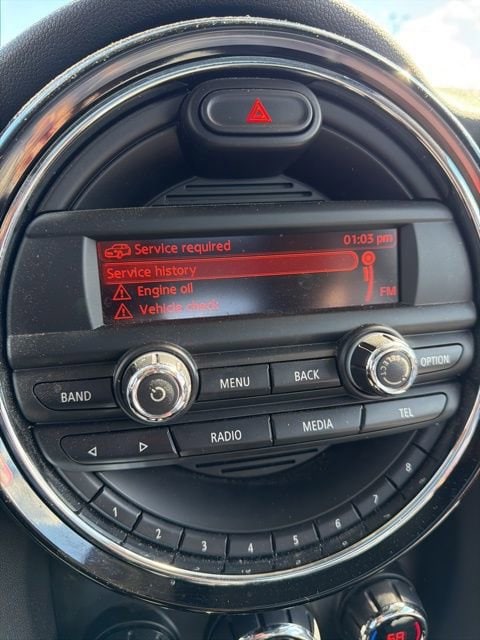 Service required 01:03 pm
Service history
Engine oil
Vehicle check
FM
BAND MENU BACK OPTION
RADIO MEDIA TEL
1 2 3 4 5 6 7 8